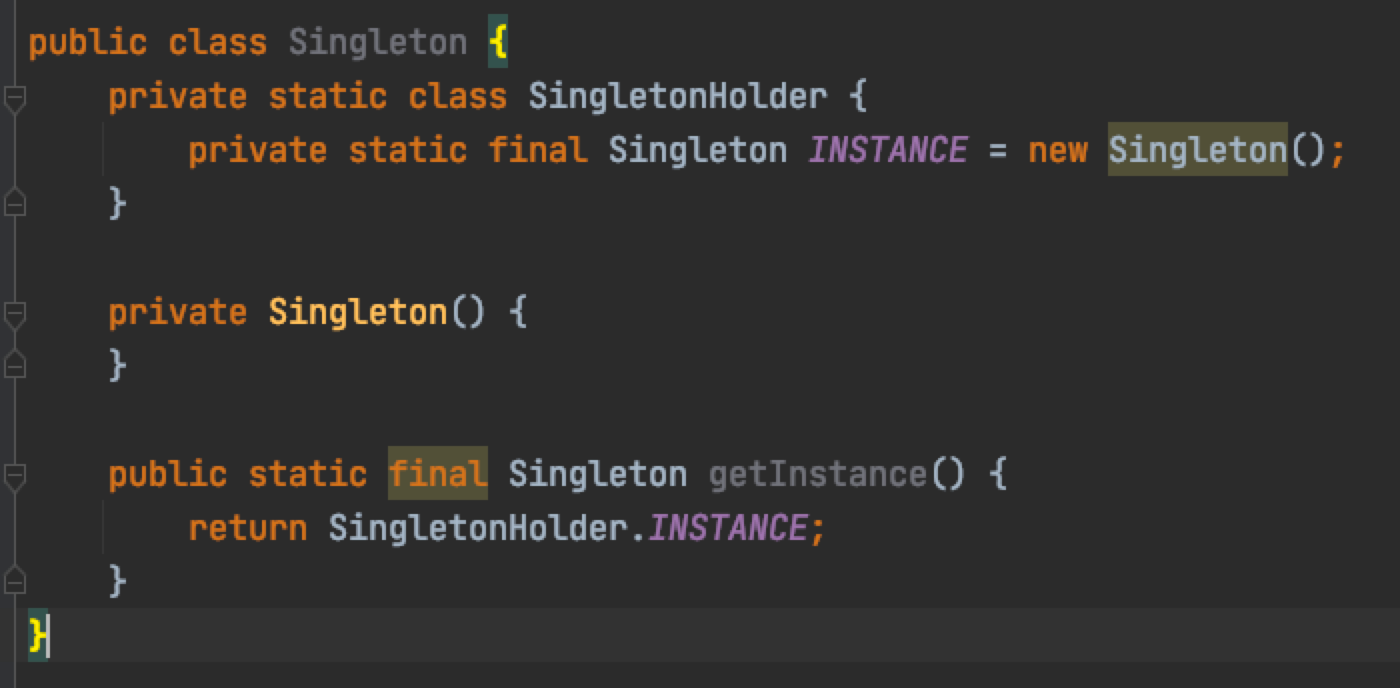 public class Singleton {
    private static class SingletonHolder {
        private static final Singleton INSTANCE = new Singleton();
    }

    private Singleton() {
    }

    public static final Singleton getInstance() {
        return SingletonHolder.INSTANCE;
    }
}